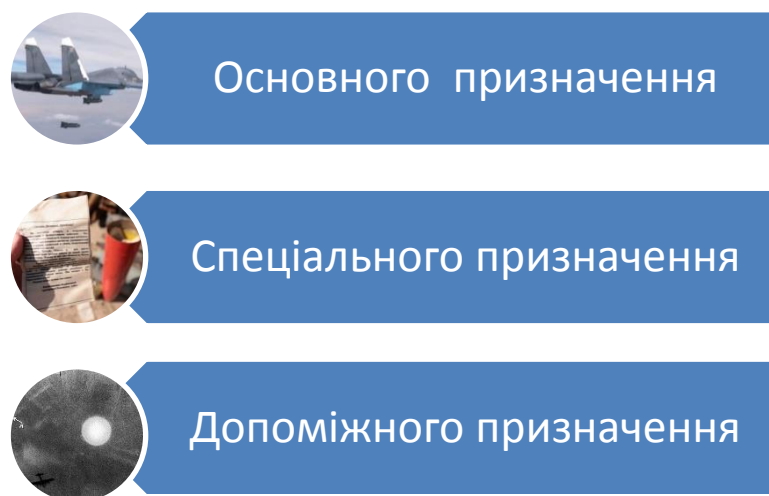 Основного призначення
Спеціального призначення
Допоміжного призначення